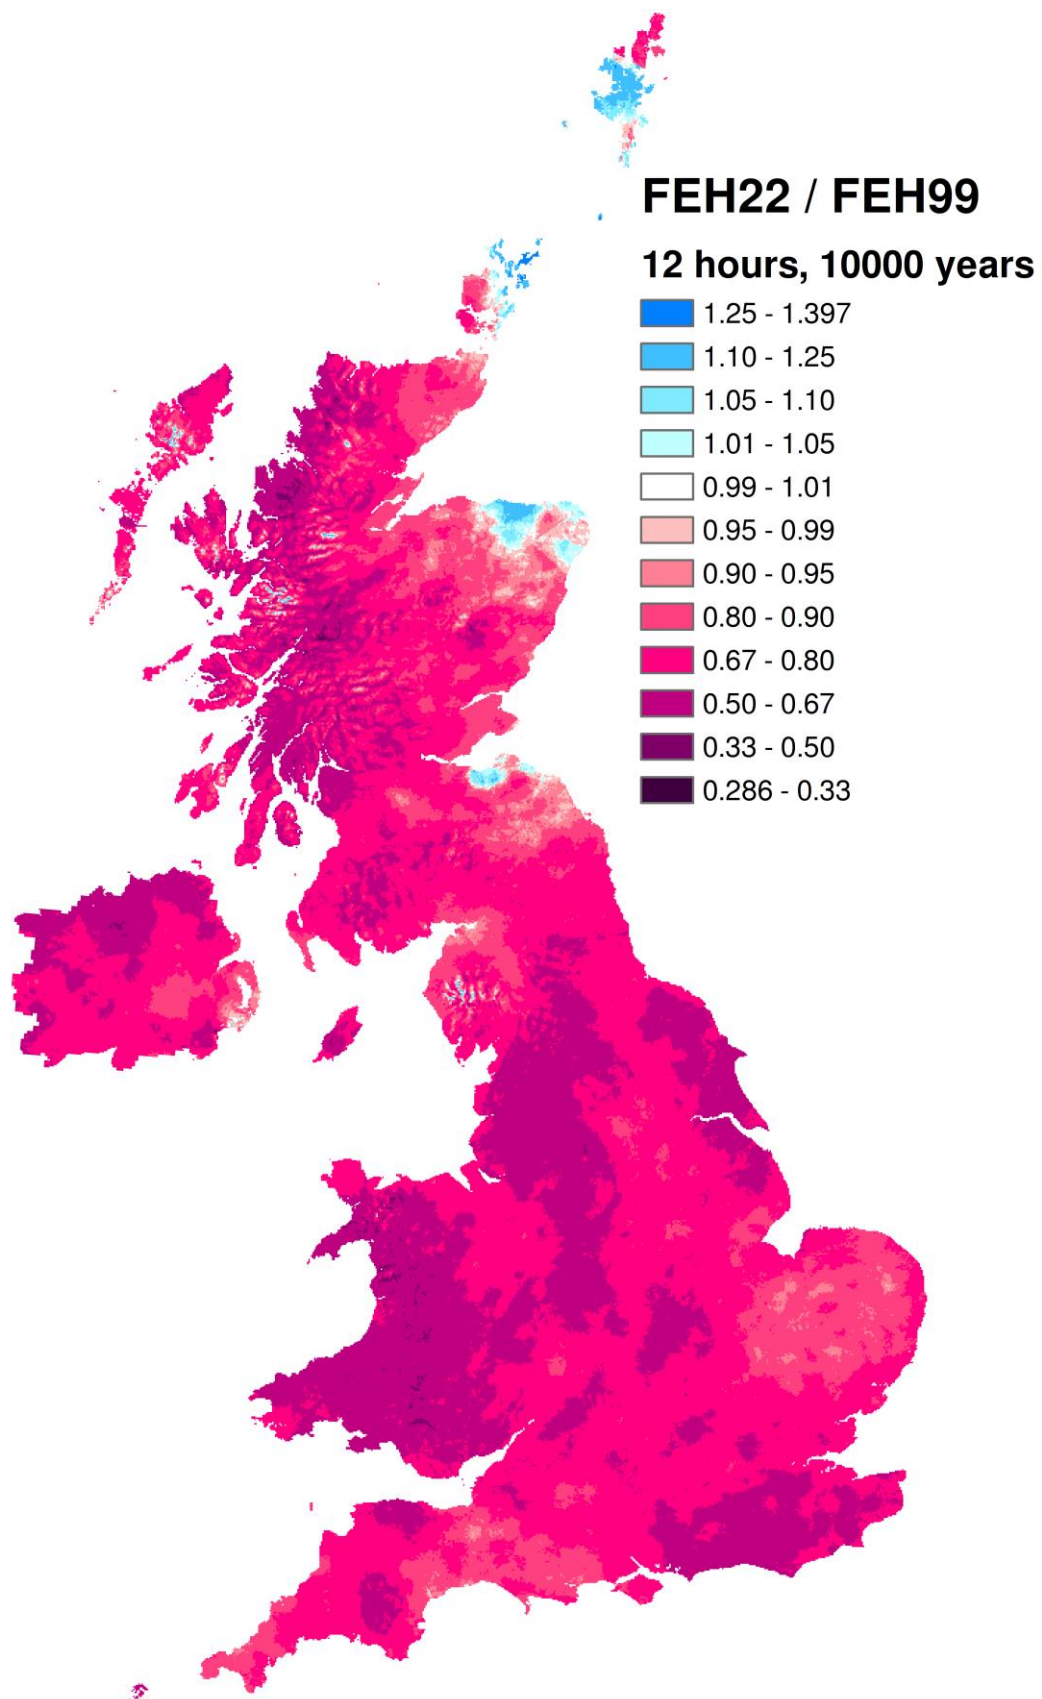 FEH22 / FEH99
12 hours, 10000 years
1.25 - 1.397
1.10 - 1.25
1.05 - 1.10
1.01 - 1.05
0.99 - 1.01
0.95 - 0.99
0.90 - 0.95
0.80 - 0.90
0.67 - 0.80
0.50 - 0.67
0.33 - 0.50
0.286 - 0.33